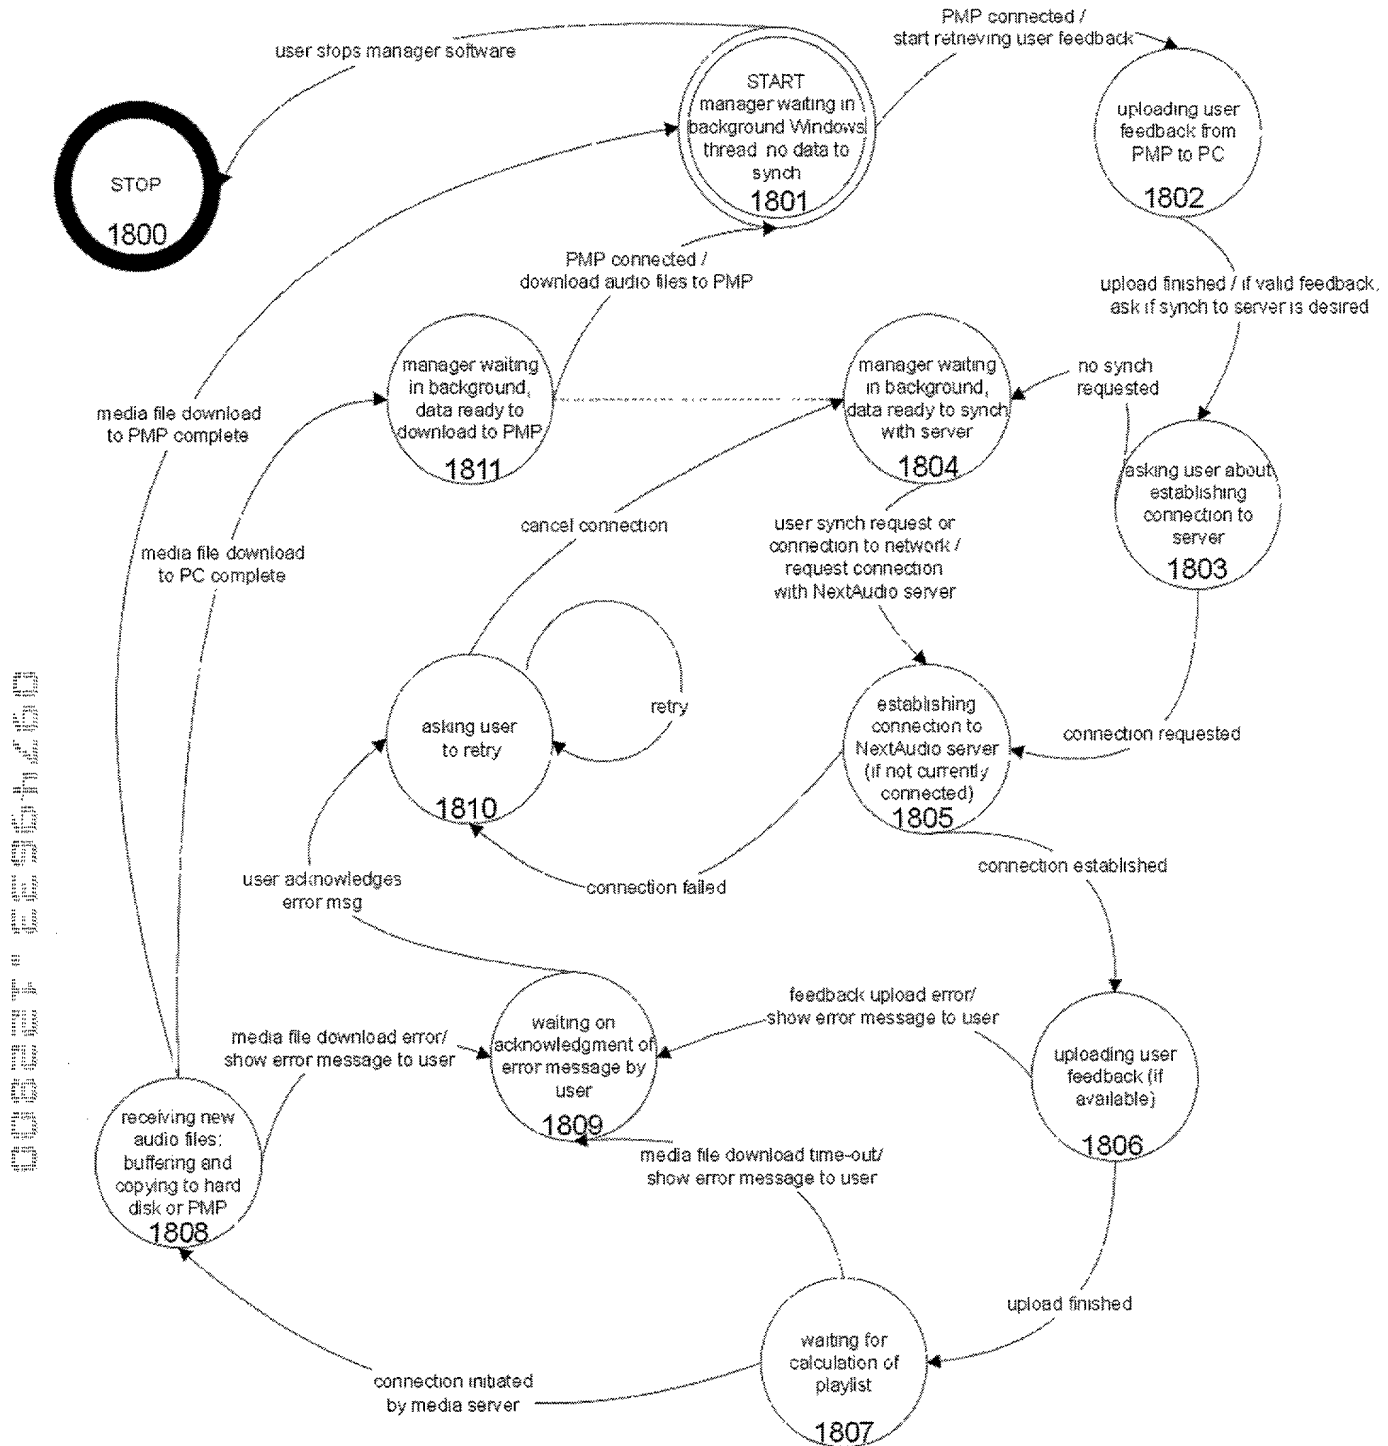 user stops manager software
PMP connected /
start retrieving user feedback
START
manager waiting in
background Windows
thread no data to
synch
1801
uploading user
feedback from
PMP to PC
1802
STOP
1800
PMP connected /
download audio files to PMP
upload finished / if valid feedback,
ask if synch to server is desired
manager waiting
in background,
data ready to
download to PMP
1811
manager waiting
in background,
data ready to synch
with server
1804
no synch
requested
media file download
to PMP complete
asking user about
establishing
connection to
server
1803
cancel connection
user synch request or
connection to network /
request connection
with NextAudio server
media file download
to PC complete
retry
asking user
to retry
1810
establishing
connection to
NextAudio server
(if not currently
connected)
1805
connection requested
user acknowledges
error msg
connection failed
connection established
media file download error/
show error message to user
waiting on
acknowledgment of
error message by
user
1809
feedback upload error/
show error message to user
uploading user
feedback (if
available)
1806
receiving new
audio files:
buffering and
copying to hard
disk or PMP
1808
media file download time-out/
show error message to user
upload finished
waiting for
calculation of
playlist
1807
connection initiated
by media server